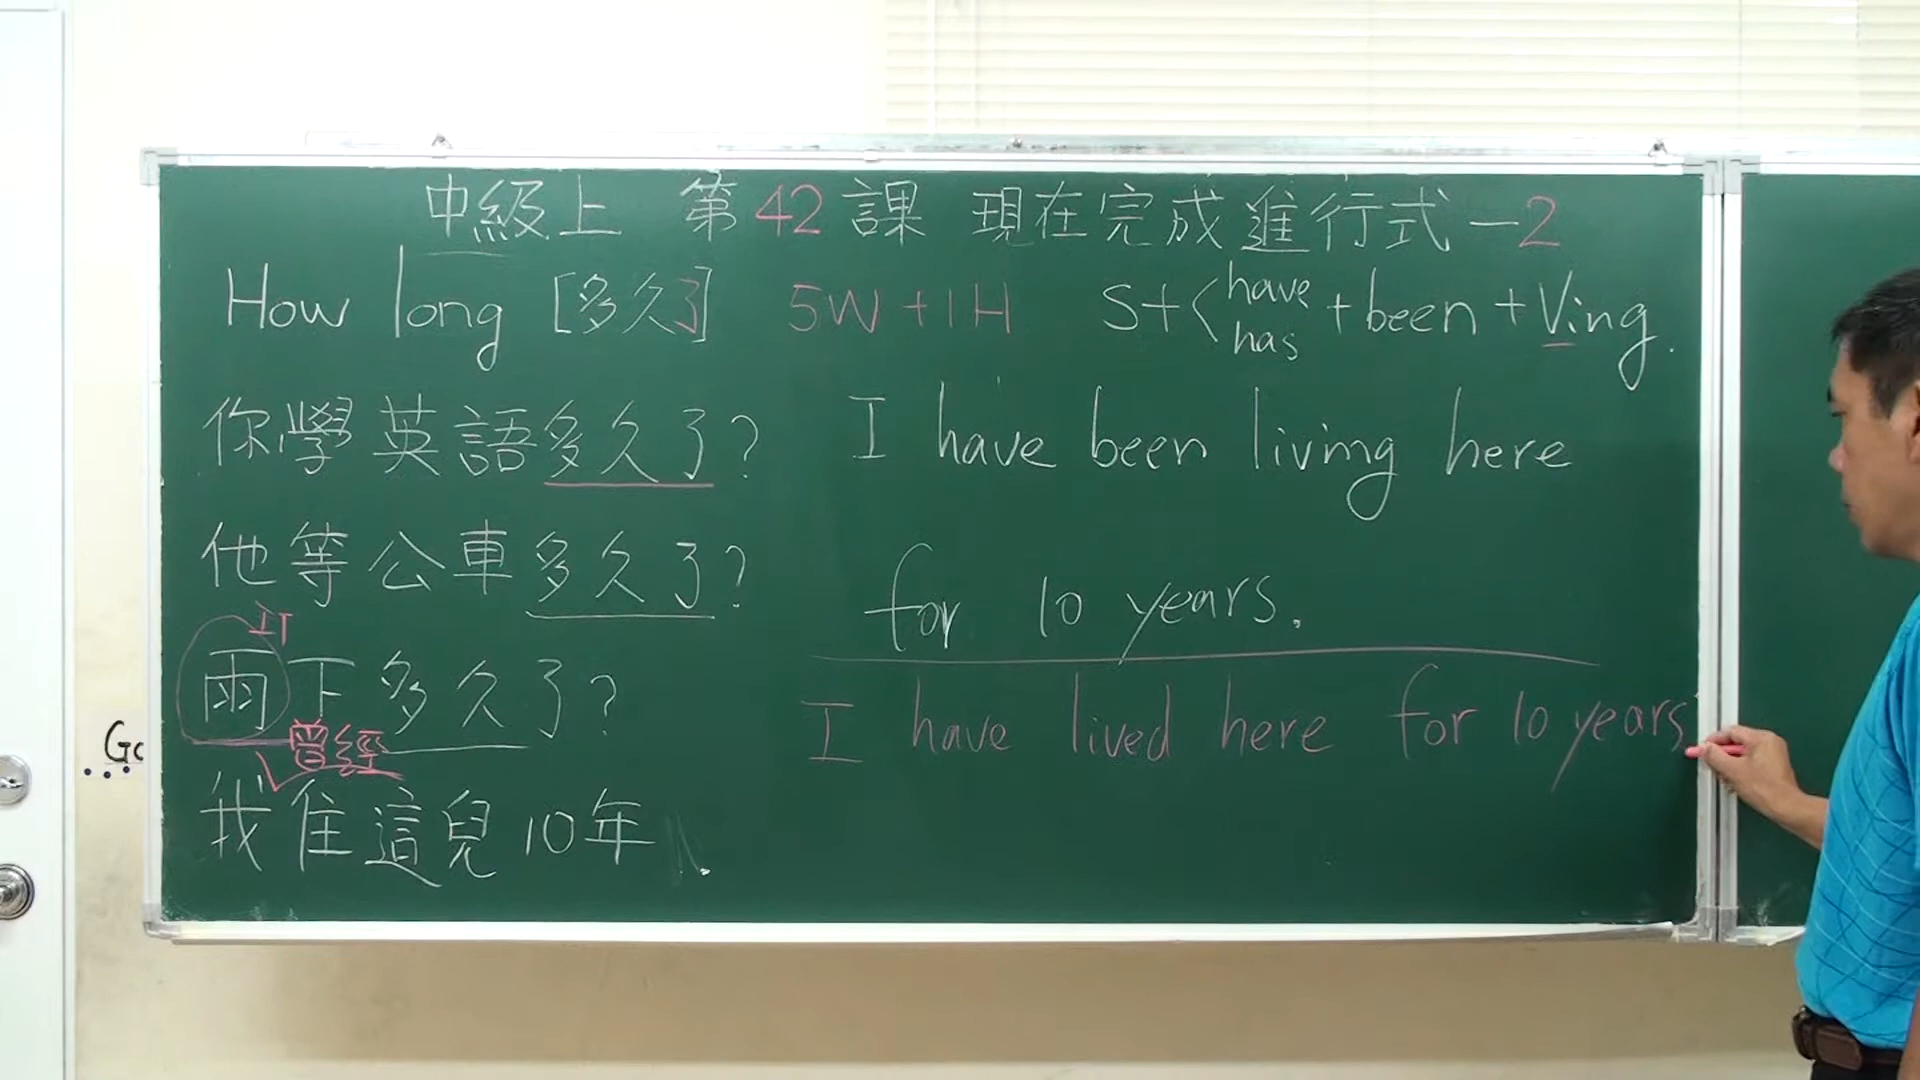 中級上 第42課 現在完成進行式-2
How long [多久了] 5W+1H S+<have has +been+Ving.
你學英語多久了?
他等公車多久了?
IT
雨下多久了?
曾經
我住這兒10年
I have been living here
for 10 years.
I have lived here for 10 years